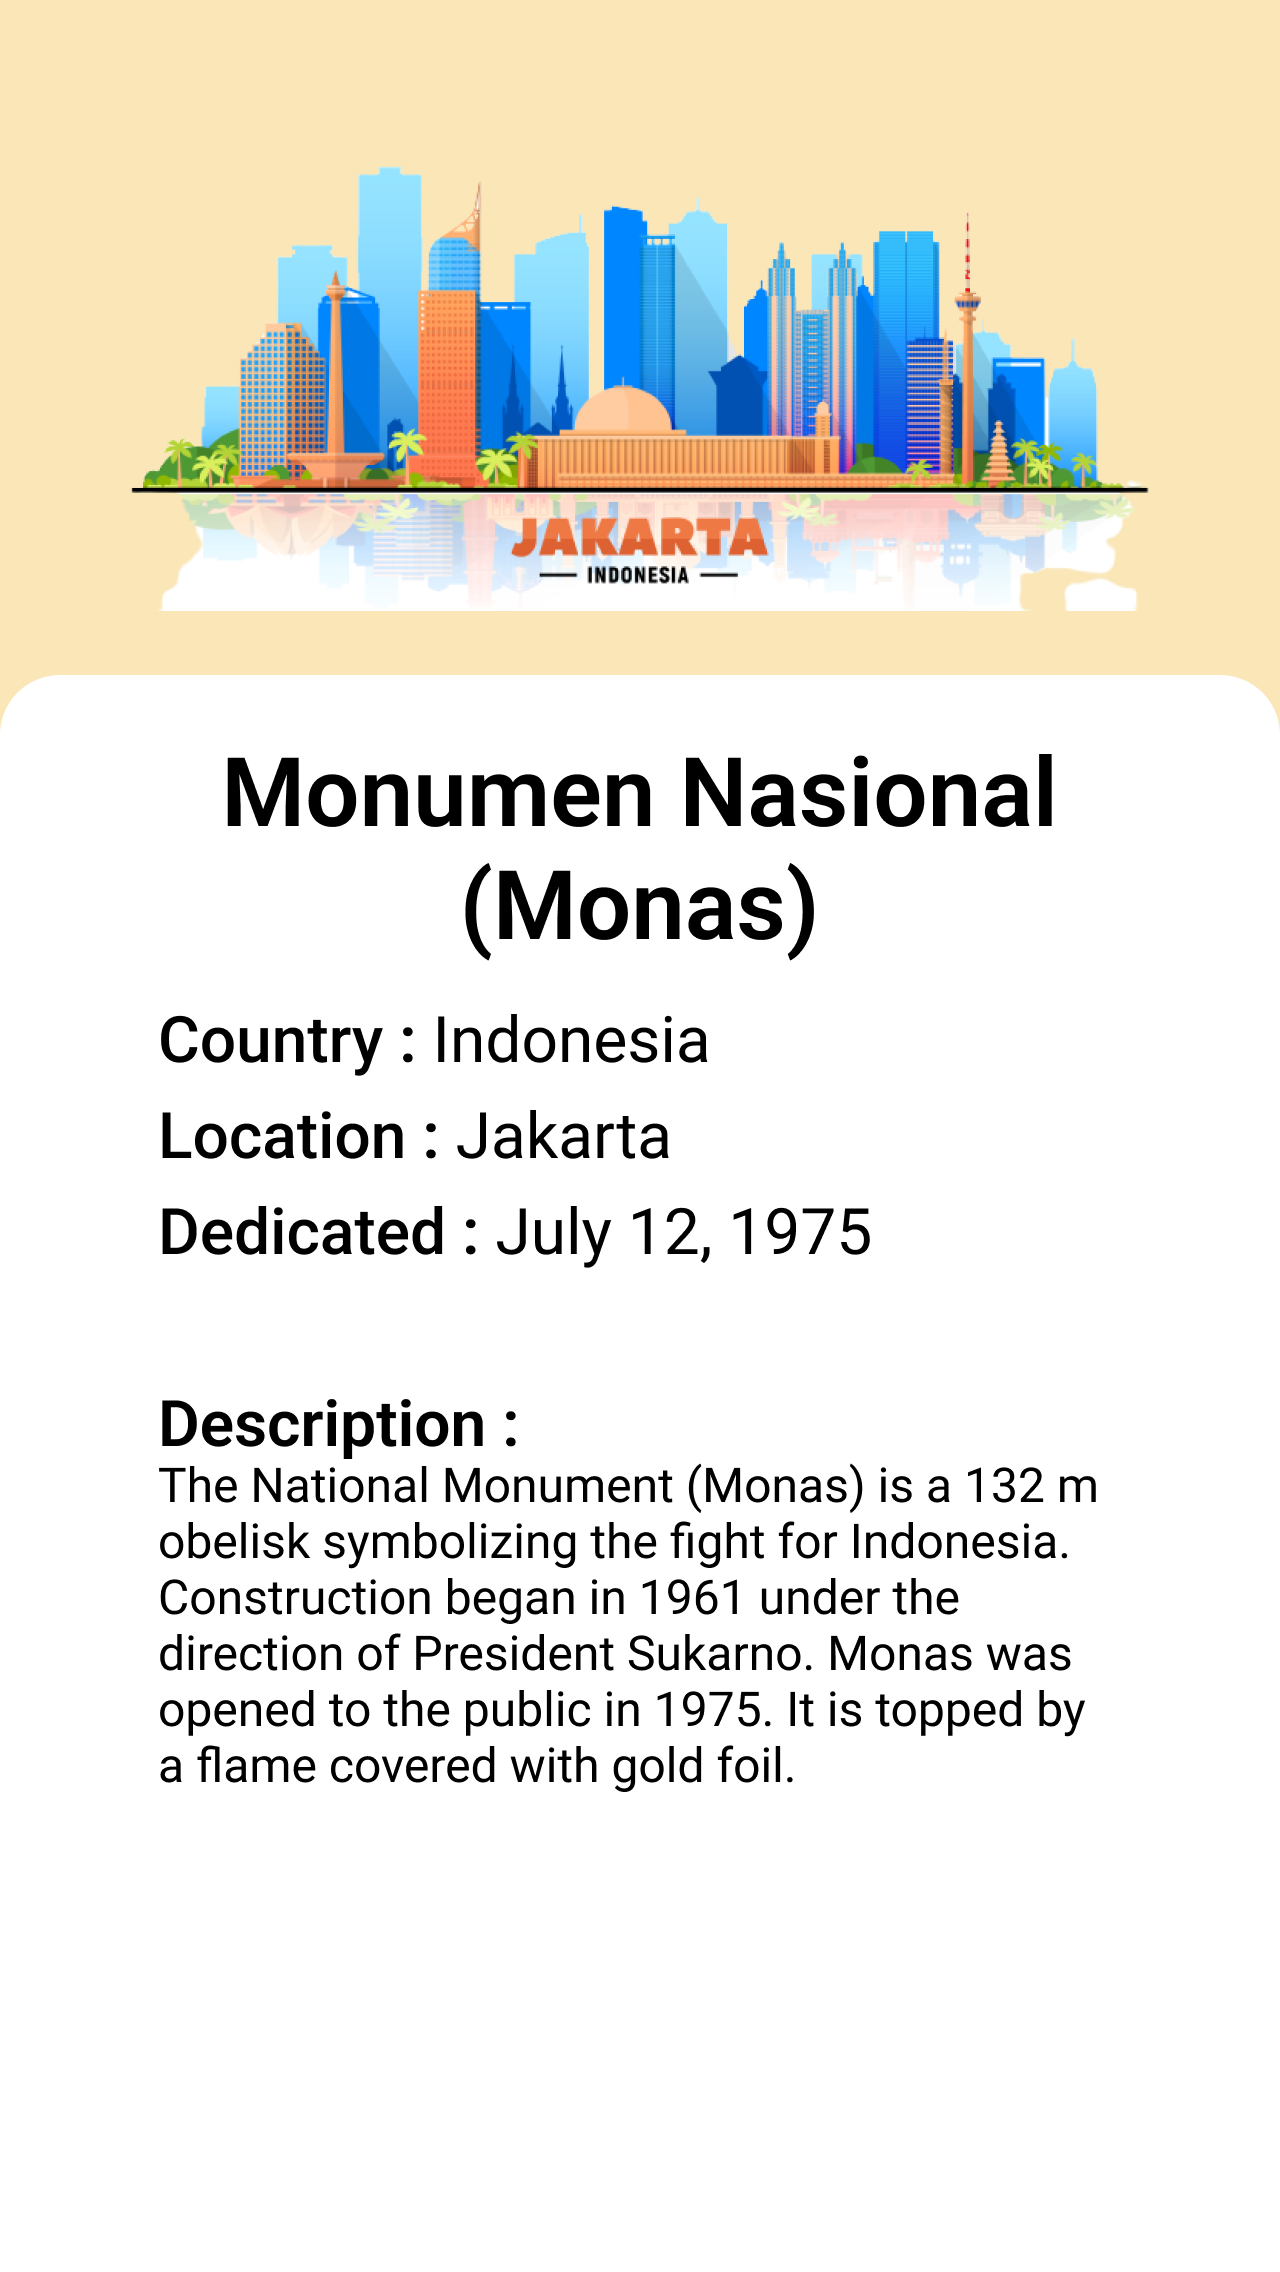 JAKARTA
INDONESIA
Monumen Nasional
(Monas)
Country : Indonesia
Location : Jakarta
Dedicated : July 12, 1975
Description :
The National Monument (Monas) is a 132 m
obelisk symbolizing the fight for Indonesia.
Construction began in 1961 under the
direction of President Sukarno. Monas was
opened to the public in 1975. It is topped by
a flame covered with gold foil.